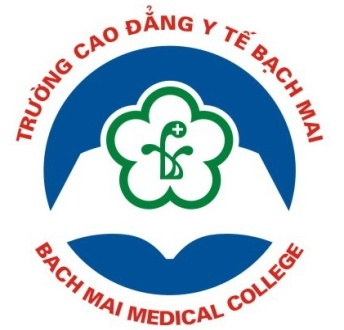 TRƯỜNG CAO ĐẲNG Y TẾ BẠCH MAI
BACH MAI MEDICAL COLLEGE